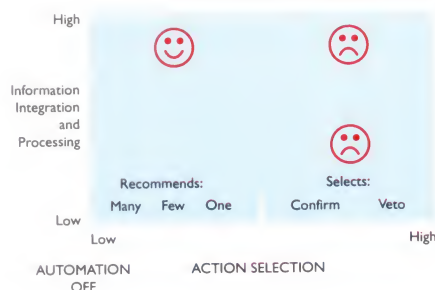 High
Information
Integration
and
Processing
Recommends:
Selects:
Many Few One
Confirm Veto
Low
Low
High
AUTOMATION
OFF
ACTION SELECTION